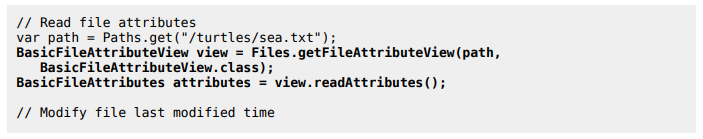 // Read file attributes
var path = Paths.get("/turtles/sea.txt");
BasicFileAttributeView view = Files.getFileAttributeView(path,
   BasicFileAttributeView.class);
BasicFileAttributes attributes = view.readAttributes();

// Modify file last modified time